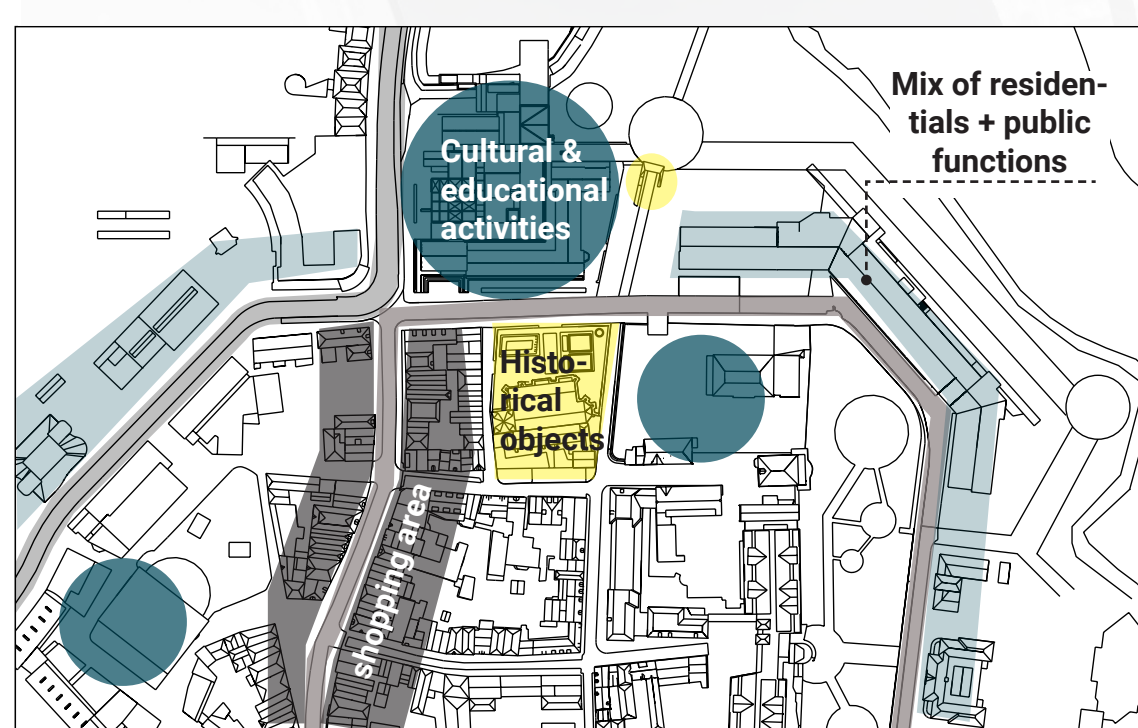 Mix of residen-
tials + public
functions
Cultural &
educational
activities
Histo-
rical
objects
shopping area